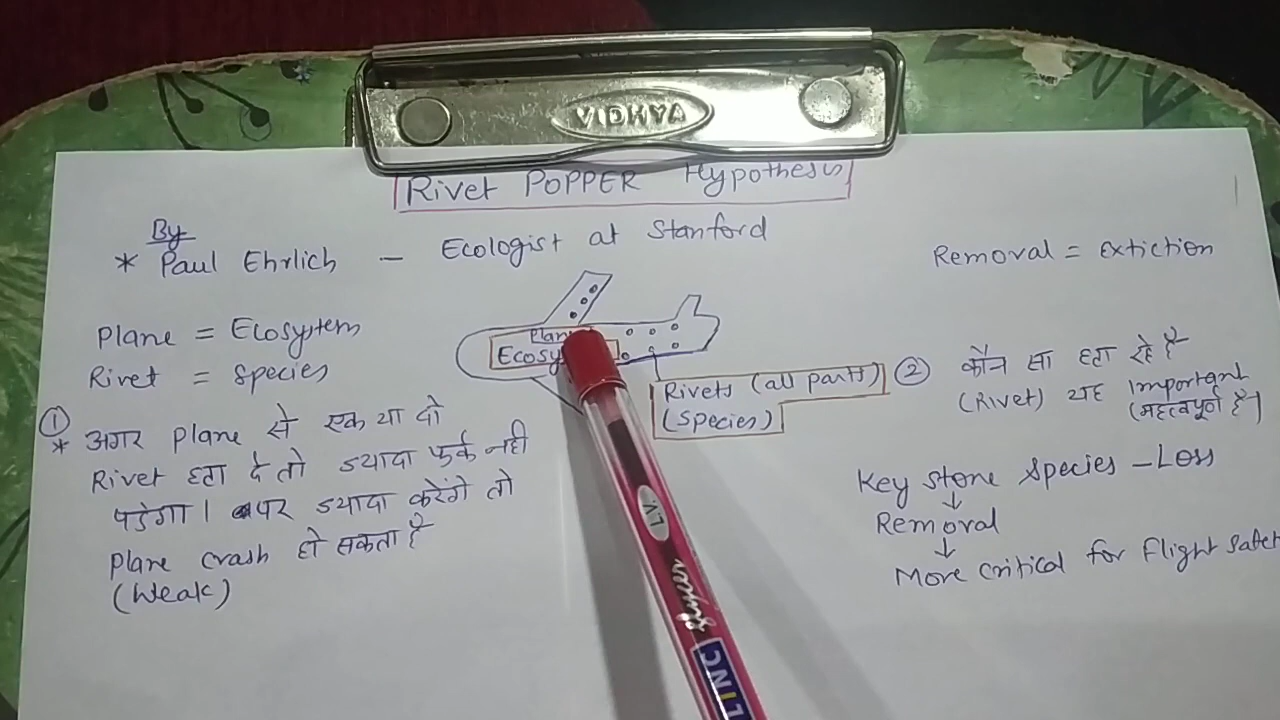 VIDHYA
Rivet POPPER Hypothesis
By
* Paul Ehrlich – Ecologist at Stanford
Removal = extiction
Plane = Ecosystem
Rivet = Species
Plan
Ecosy
Rivets (all parts)
(Species)
① * अगर plane से एक या दो
Rivet हटा दे तो ज्यादा फर्क नही
पड़ेगा। पर ज्यादा करेंगे तो
Plane crash हो सकता है
(Weak)
② कौन सा हटा रहे है
(Rivet) यह Important
(महत्वपूर्ण है)
Key stone species – Loss
↓
Removal
↓
More critical for flight safet
L.V.
LINC